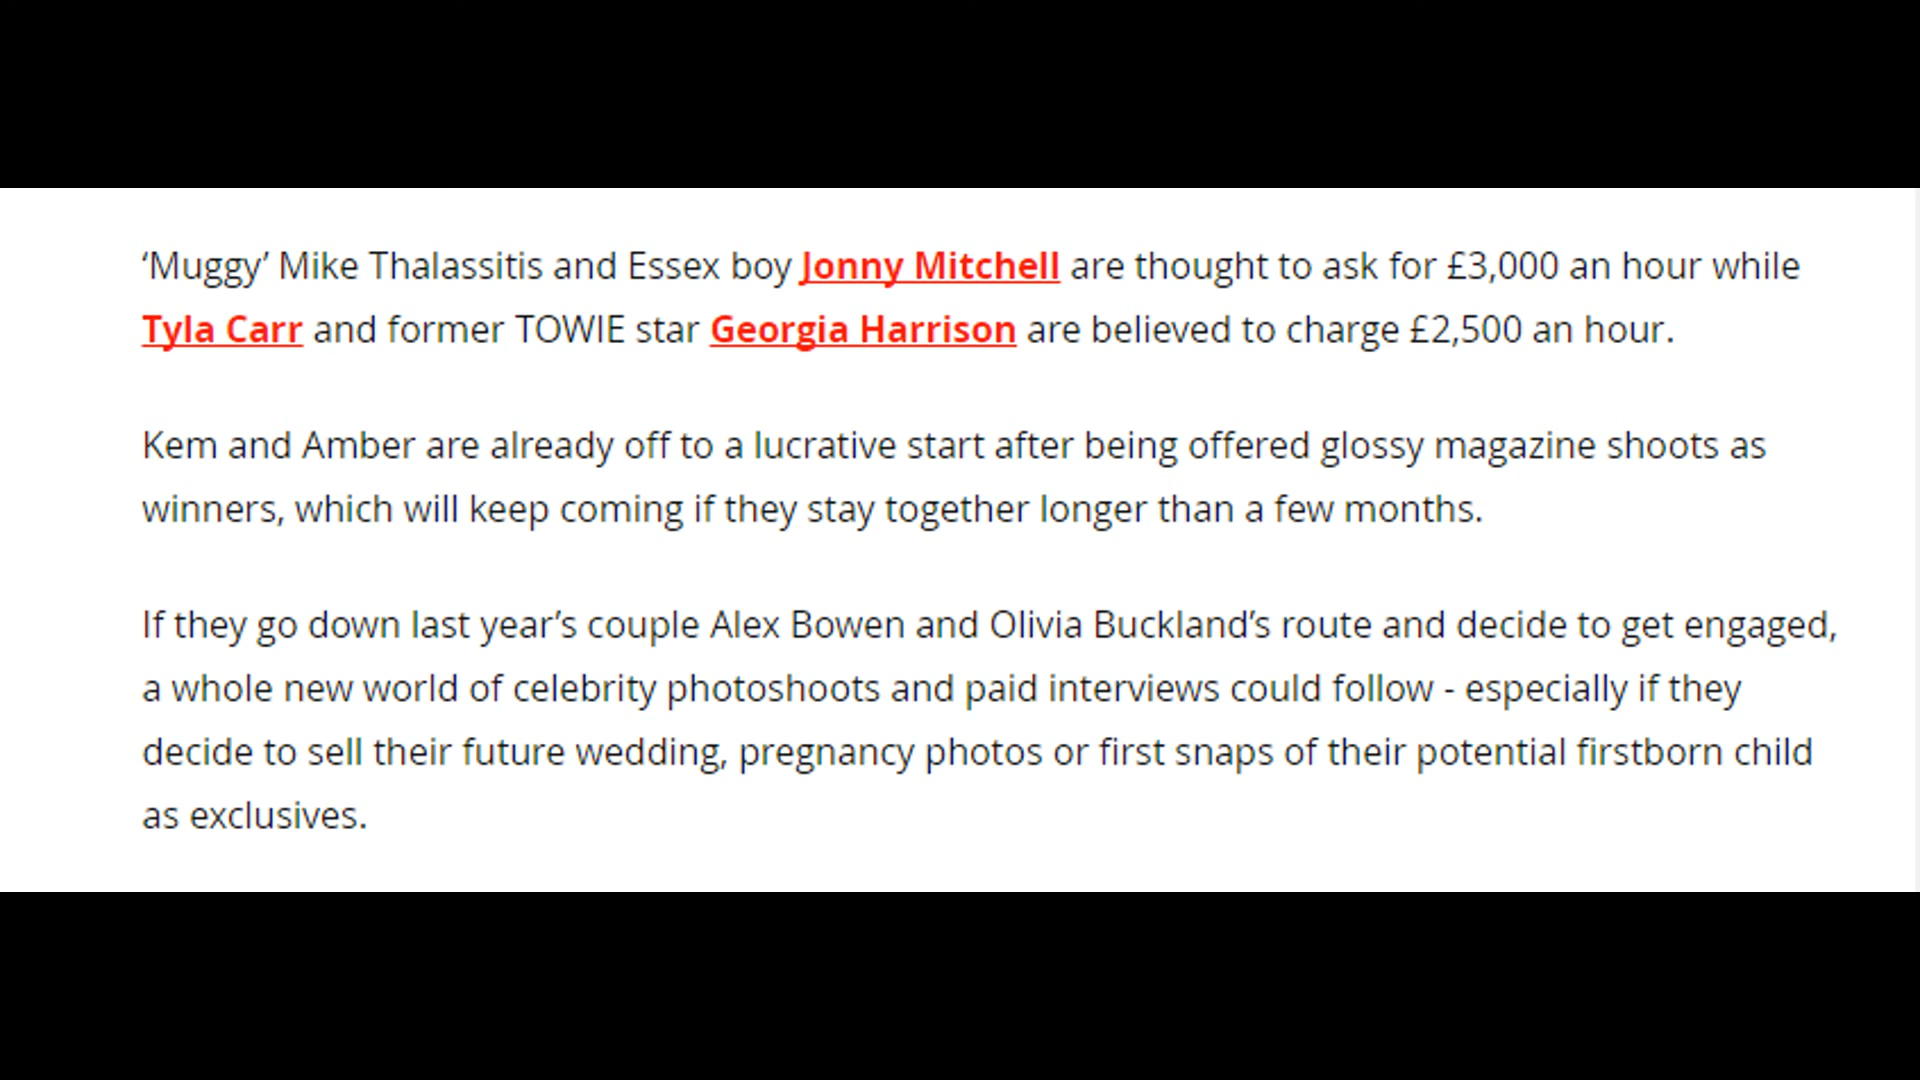 ‘Muggy’ Mike Thalassitis and Essex boy Jonny Mitchell are thought to ask for £3,000 an hour while
Tyla Carr and former TOWIE star Georgia Harrison are believed to charge £2,500 an hour.
Kem and Amber are already off to a lucrative start after being offered glossy magazine shoots as
winners, which will keep coming if they stay together longer than a few months.
If they go down last year’s couple Alex Bowen and Olivia Buckland’s route and decide to get engaged,
a whole new world of celebrity photoshoots and paid interviews could follow - especially if they
decide to sell their future wedding, pregnancy photos or first snaps of their potential firstborn child
as exclusives.